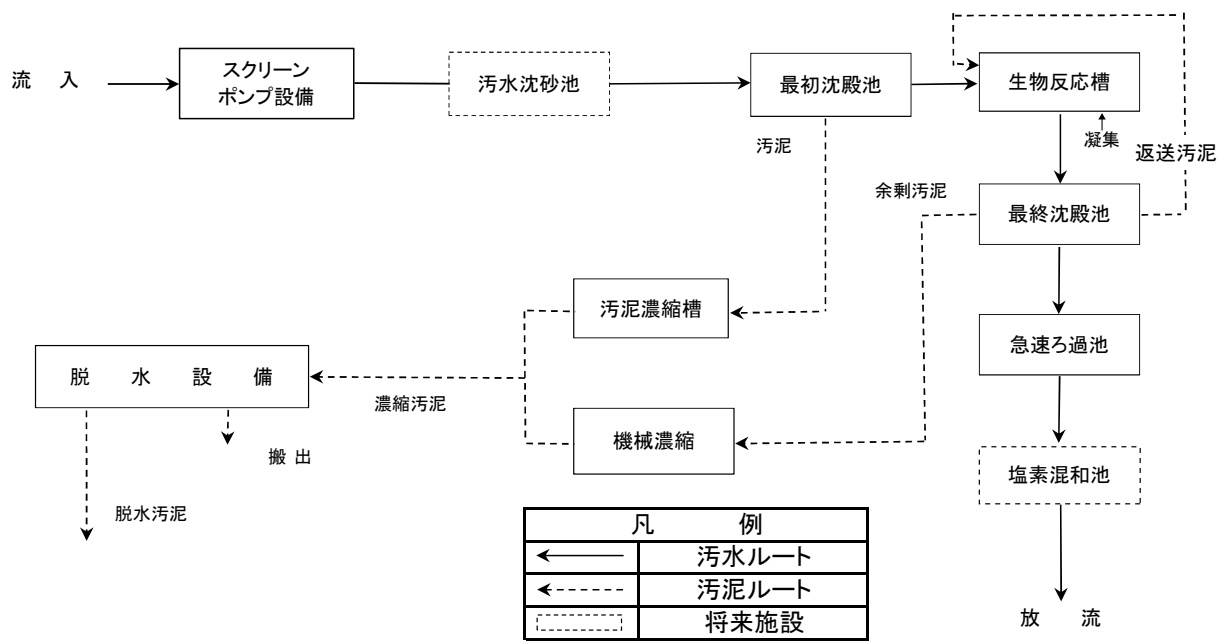 流 入
スクリーン
ポンプ設備
汚水沈砂池
最初沈殿池
生物反応槽
凝集
返送汚泥
汚泥
余剰汚泥
最終沈殿池
汚泥濃縮槽
急速ろ過池
脱 水 設 備
濃縮汚泥
機械濃縮
搬 出
塩素混和池
脱水汚泥
凡 例
汚水ルート
汚泥ルート
将来施設
放 流